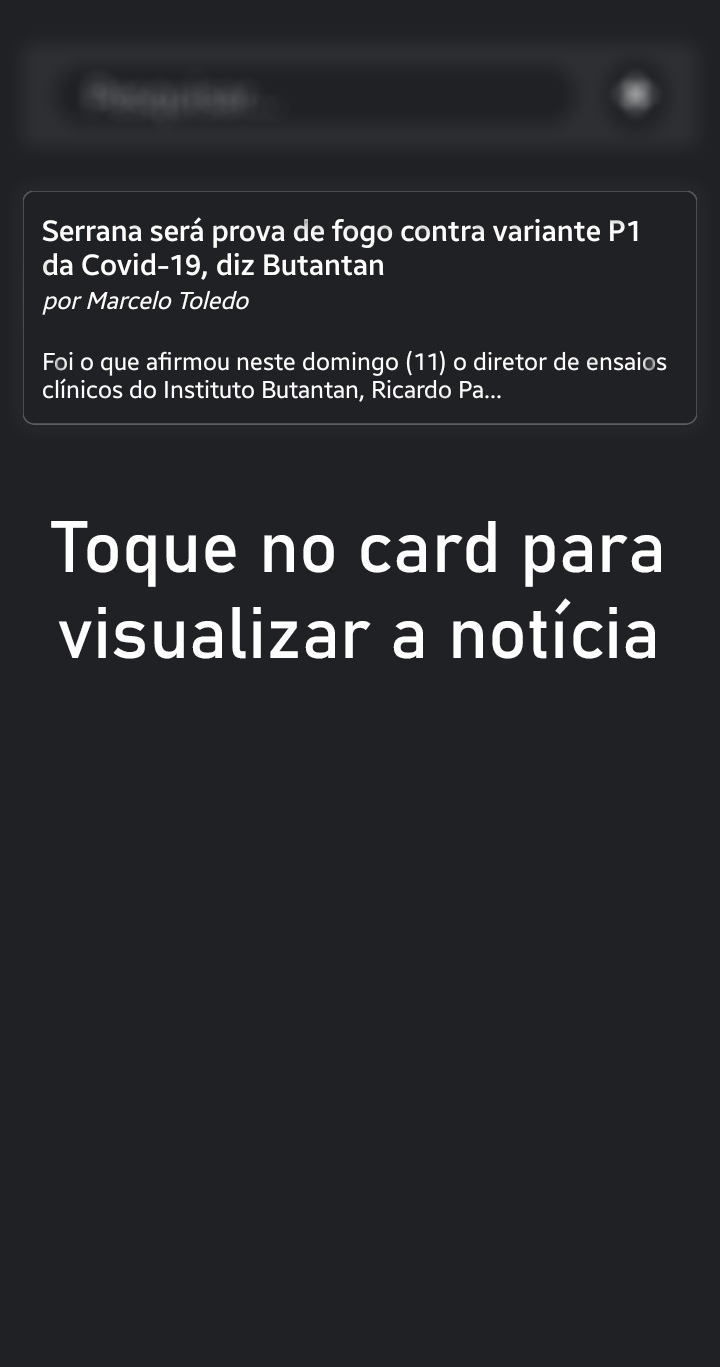 Serrana será prova de fogo contra variante P1
da Covid-19, diz Butantan
por Marcelo Toledo
Foi o que afirmou neste domingo (11) o diretor de ensaios
clínicos do Instituto Butantan, Ricardo Pa...
Toque no card para
visualizar a notícia